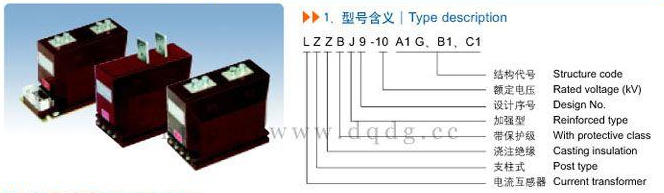 1、型号含义 | Type description
L Z Z B J 9 -10 A1 G、B1、C1
结构代号 Structure code
额定电压 Rated voltage (kV)
设计序号 Design No.
加强型 Reinforced type
带保护级 With protective class
浇注绝缘 Casting insulation
支柱式 Post type
电流互感器 Current transformer
www.dqdg.cc